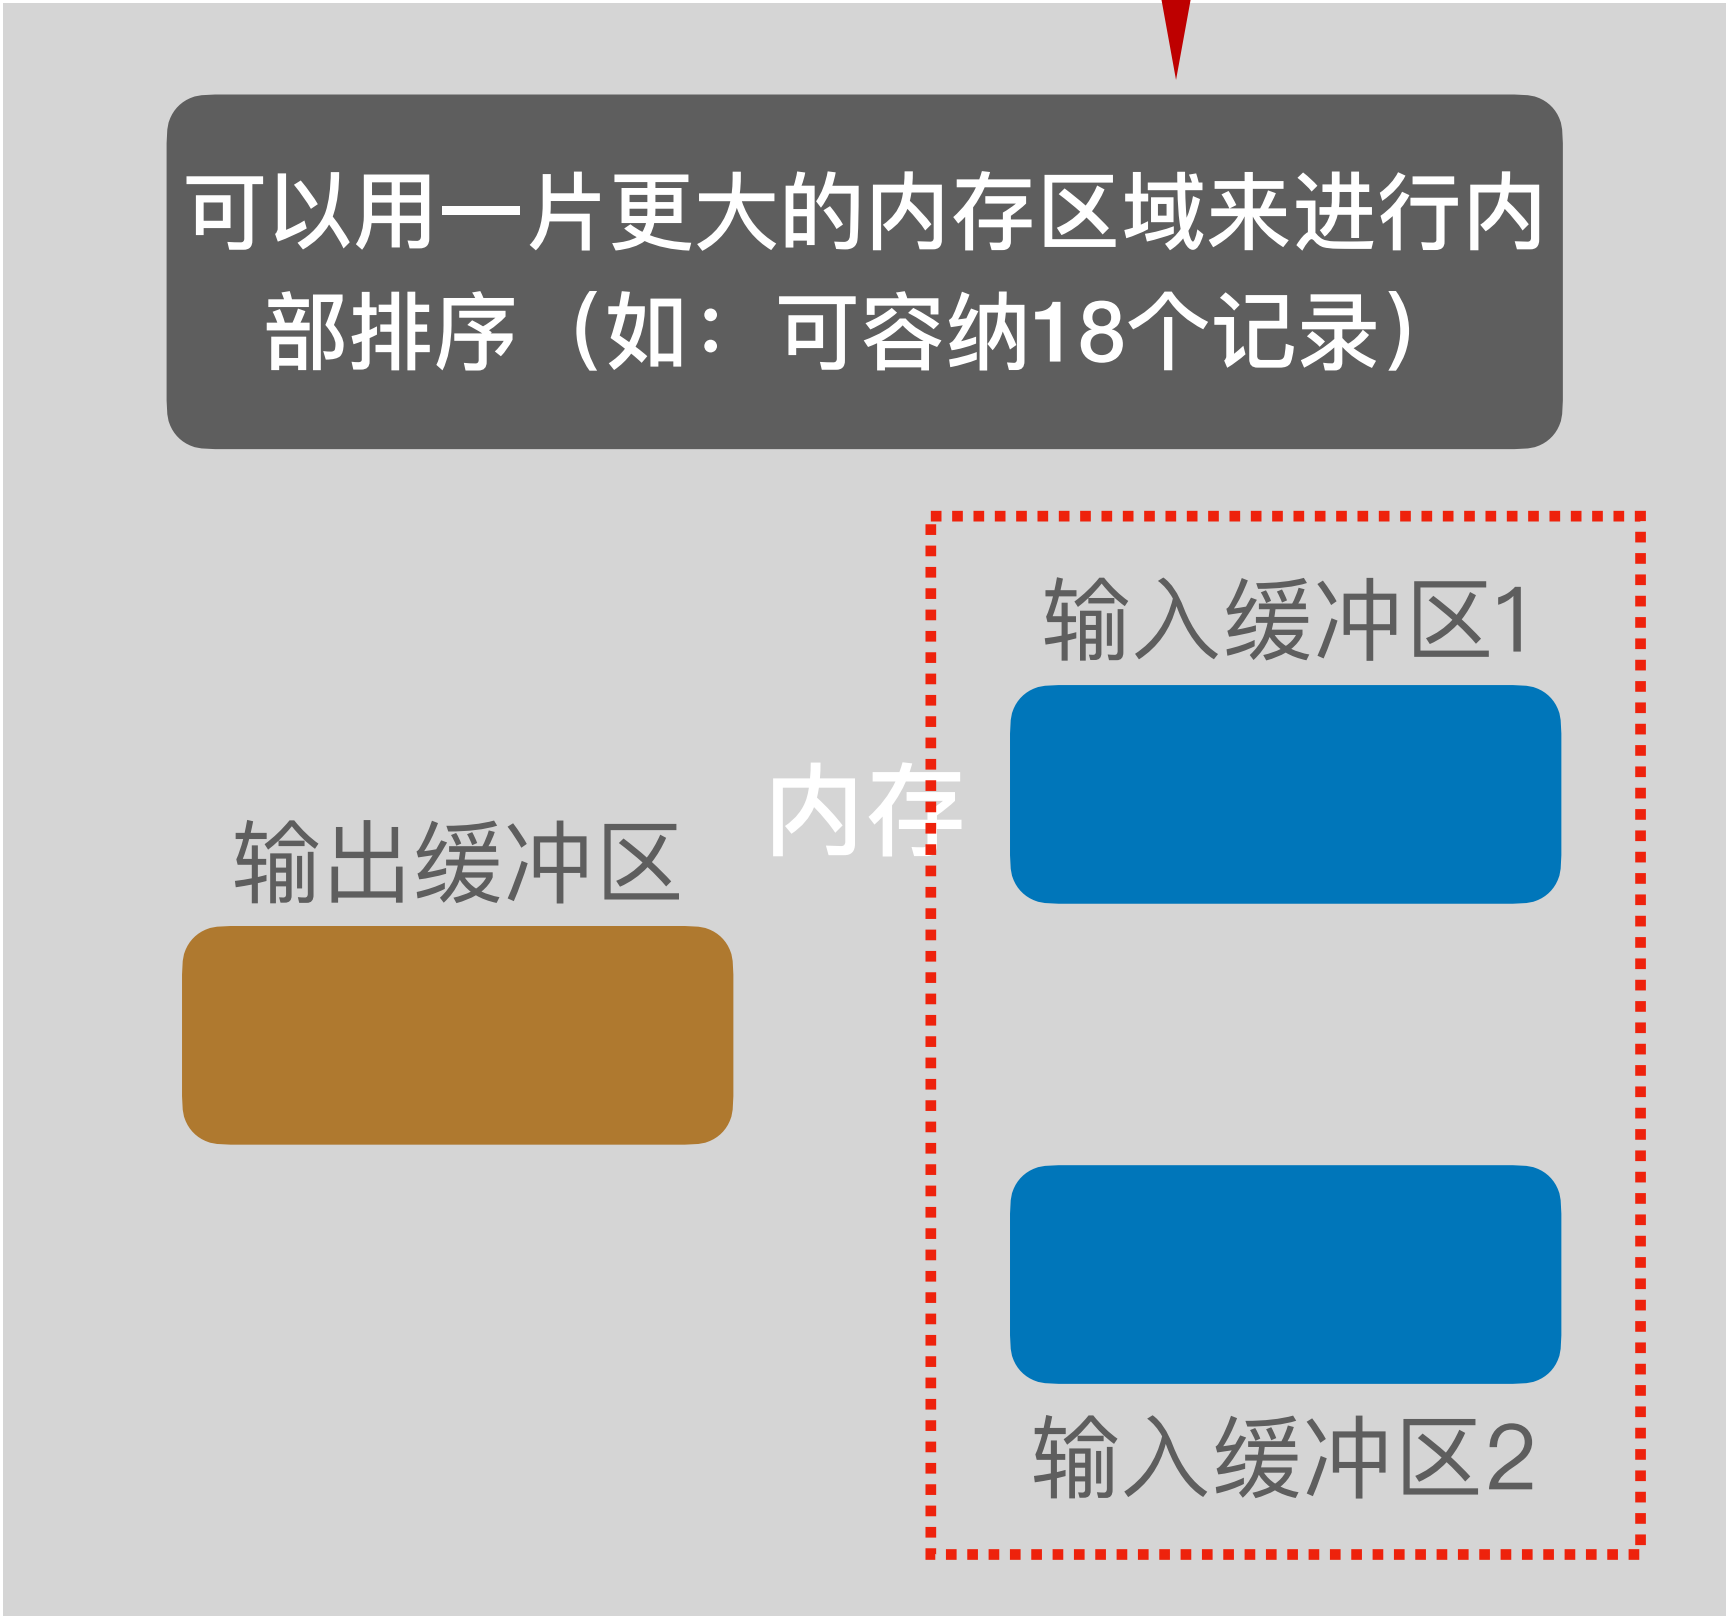 可以用一片更大的内存区域来进行内
部排序（如：可容纳18个记录）
输入缓冲区1
内存
输出缓冲区
输入缓冲区2